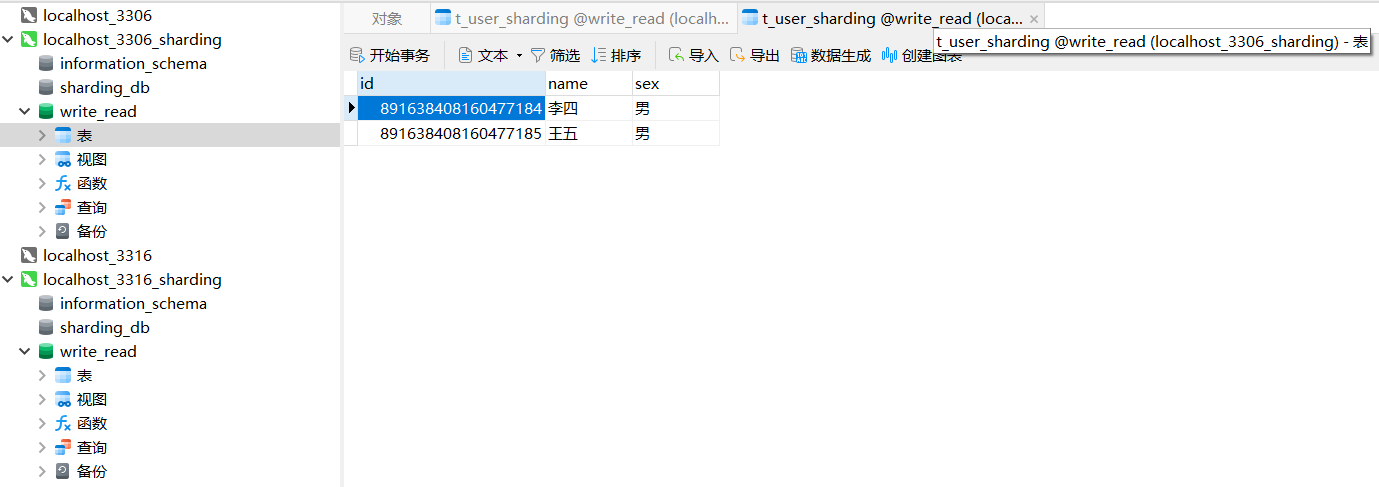 localhost_3306
localhost_3306_sharding
information_schema
sharding_db
write_read
表
视图
函数
查询
备份
localhost_3316
localhost_3316_sharding
information_schema
sharding_db
write_read
表
视图
函数
查询
备份
对象
t_user_sharding @write_read (localh...
t_user_sharding @write_read (loca...
t_user_sharding @write_read (localhost_3306_sharding) - 表
开始事务 文本 筛选 排序 导入 导出 数据生成 创建图表
id name sex
891638408160477184 李四 男
891638408160477185 王五 男